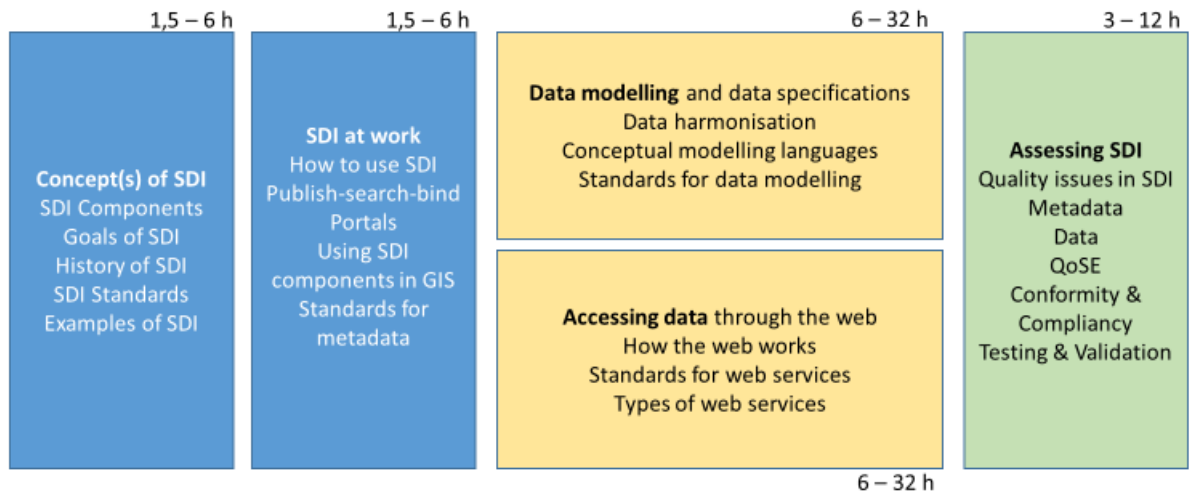 1,5 – 6 h
Concept(s) of SDI
SDI Components
Goals of SDI
History of SDI
SDI Standards
Examples of SDI
1,5 – 6 h
SDI at work
How to use SDI
Publish-search-bind
Portals
Using SDI
components in GIS
Standards for
metadata
6 – 32 h
Data modelling and data specifications
Data harmonisation
Conceptual modelling languages
Standards for data modelling
Accessing data through the web
How the web works
Standards for web services
Types of web services
6 – 32 h
3 – 12 h
Assessing SDI
Quality issues in SDI
Metadata
Data
QoSE
Conformity &
Compliancy
Testing & Validation